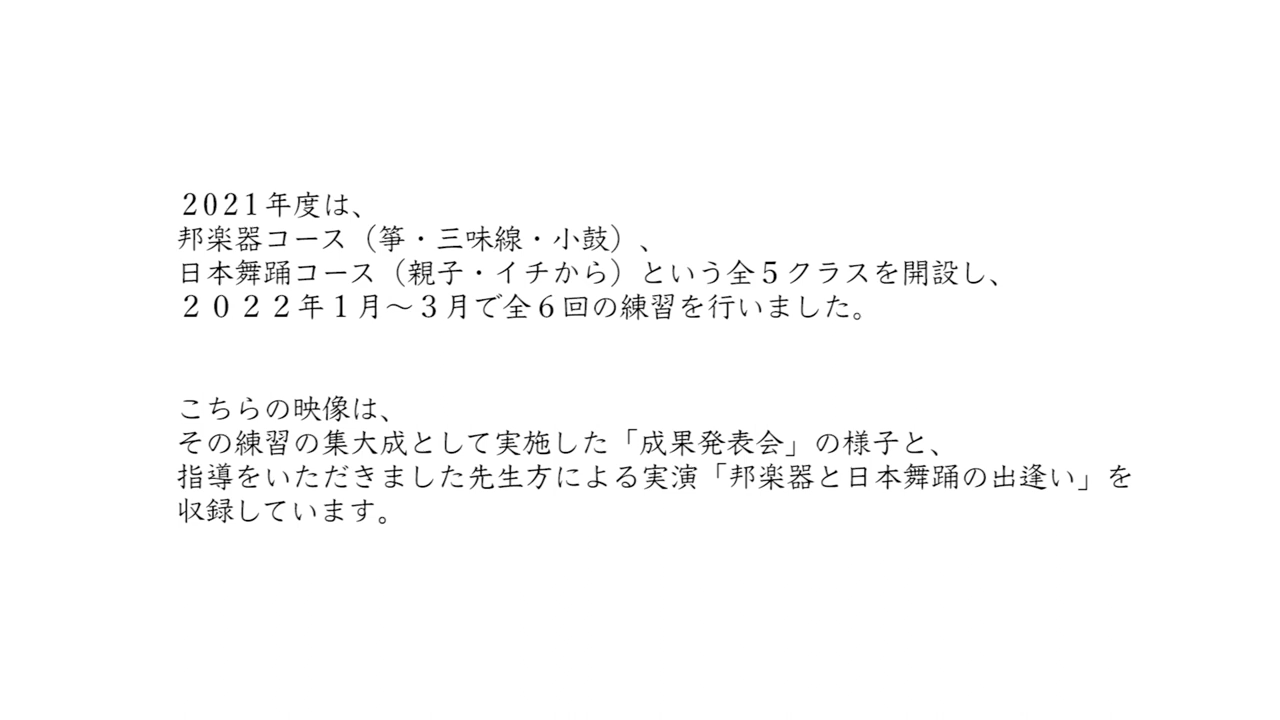 2021年度は、
邦楽器コース（箏・三味線・小鼓）、
日本舞踊コース（親子・イチから）という全５クラスを開設し、
２０２２年１月～３月で全６回の練習を行いました。
こちらの映像は、
その練習の集大成として実施した「成果発表会」の様子と、
指導をいただきました先生方による実演「邦楽器と日本舞踊の出逢い」を
収録しています。